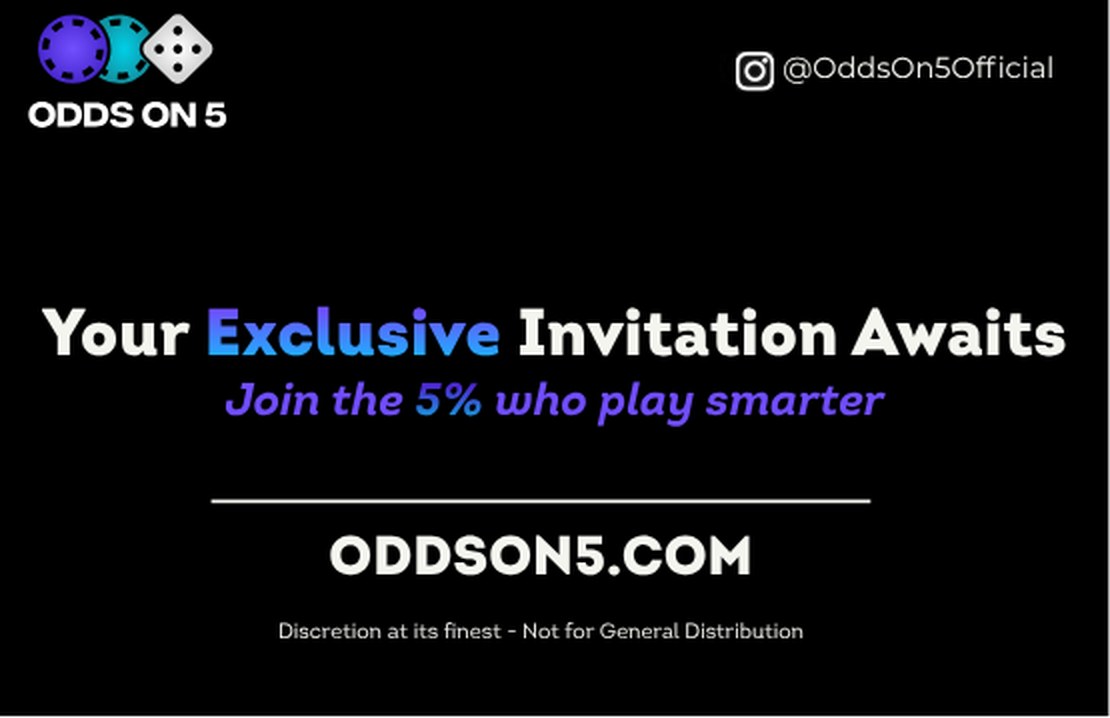 ODDS ON 5
@OddsOn5Official
Your Exclusive Invitation Awaits
Join the 5% who play smarter
ODDSON5.COM
Discretion at its finest - Not for General Distribution